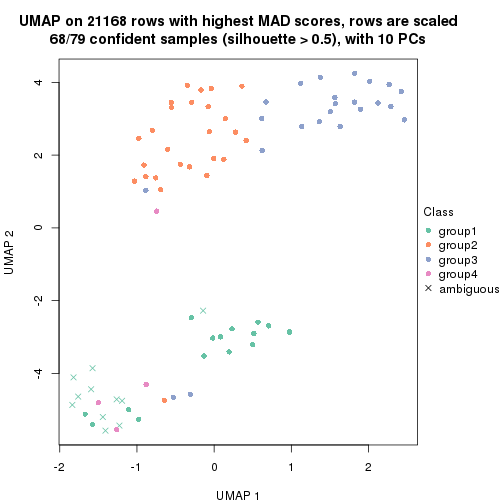 UMAP on 21168 rows with highest MAD scores, rows are scaled
68/79 confident samples (silhouette > 0.5), with 10 PCs
4
2
0
-2
-4
UMAP 2
-2
-1
0
1
2
UMAP 1
Class
group1
group2
group3
group4
ambiguous